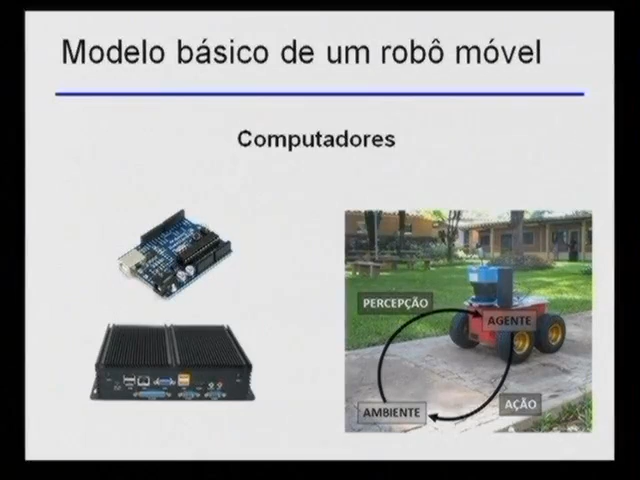 Modelo básico de um robô móvel
Computadores
PERCEPÇÃO
AGENTE
AÇÃO
AMBIENTE